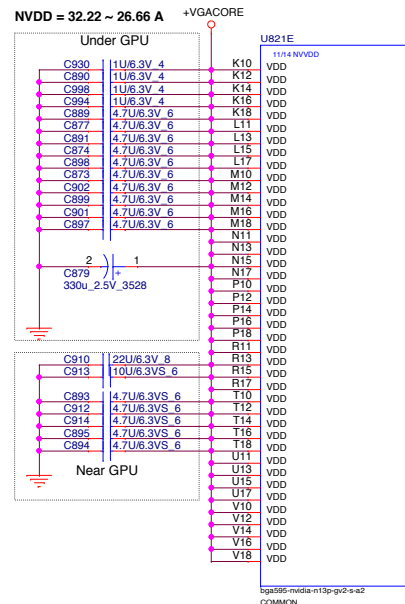 NVDD = 32.22 ~ 26.66 A
+VGACORE
Under GPU
U821E
11/14 NVVDD
C930 1U/6.3V_4
C890 1U/6.3V_4
C998 1U/6.3V_4
C994 1U/6.3V_4
C889 4.7U/6.3V_6
C877 4.7U/6.3V_6
C891 4.7U/6.3V_6
C874 4.7U/6.3V_6
C898 4.7U/6.3V_6
C873 4.7U/6.3V_6
C902 4.7U/6.3V_6
C899 4.7U/6.3V_6
C901 4.7U/6.3V_6
C897 4.7U/6.3V_6
2 1
+
C879
330u_2.5V_3528
C910 22U/6.3V_8
C913 10U/6.3VS_6
C893 4.7U/6.3VS_6
C912 4.7U/6.3VS_6
C914 4.7U/6.3VS_6
C895 4.7U/6.3VS_6
C894 4.7U/6.3VS_6
Near GPU
K10 VDD
K12 VDD
K14 VDD
K16 VDD
K18 VDD
L11 VDD
L13 VDD
L15 VDD
L17 VDD
M10 VDD
M12 VDD
M14 VDD
M16 VDD
M18 VDD
N11 VDD
N13 VDD
N15 VDD
N17 VDD
P10 VDD
P12 VDD
P14 VDD
P16 VDD
P18 VDD
R11 VDD
R13 VDD
R15 VDD
R17 VDD
T10 VDD
T12 VDD
T14 VDD
T16 VDD
T18 VDD
U11 VDD
U13 VDD
U15 VDD
U17 VDD
V10 VDD
V12 VDD
V14 VDD
V16 VDD
V18 VDD
bga595-nvidia-n13p-gv2-s-a2
COMMON